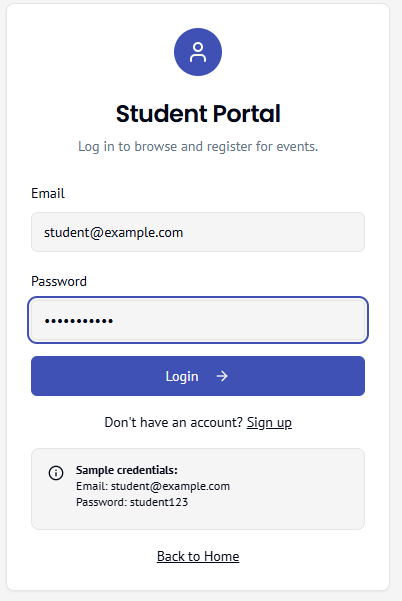 Student Portal
Log in to browse and register for events.
Email
student@example.com
Password
•••••••••••
Login →
Don't have an account? Sign up
Sample credentials:
Email: student@example.com
Password: student123
Back to Home